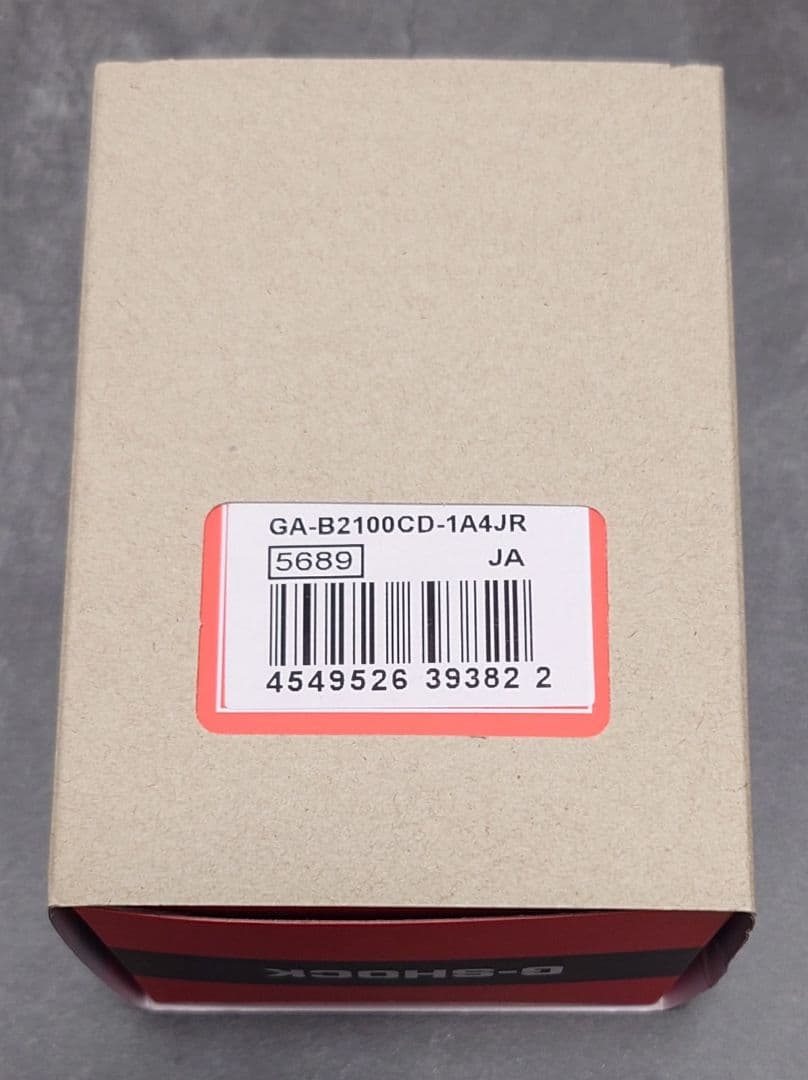 GA-B2100CD-1A4JR
5689 JA
4549526 39382 2
G-SHOCK